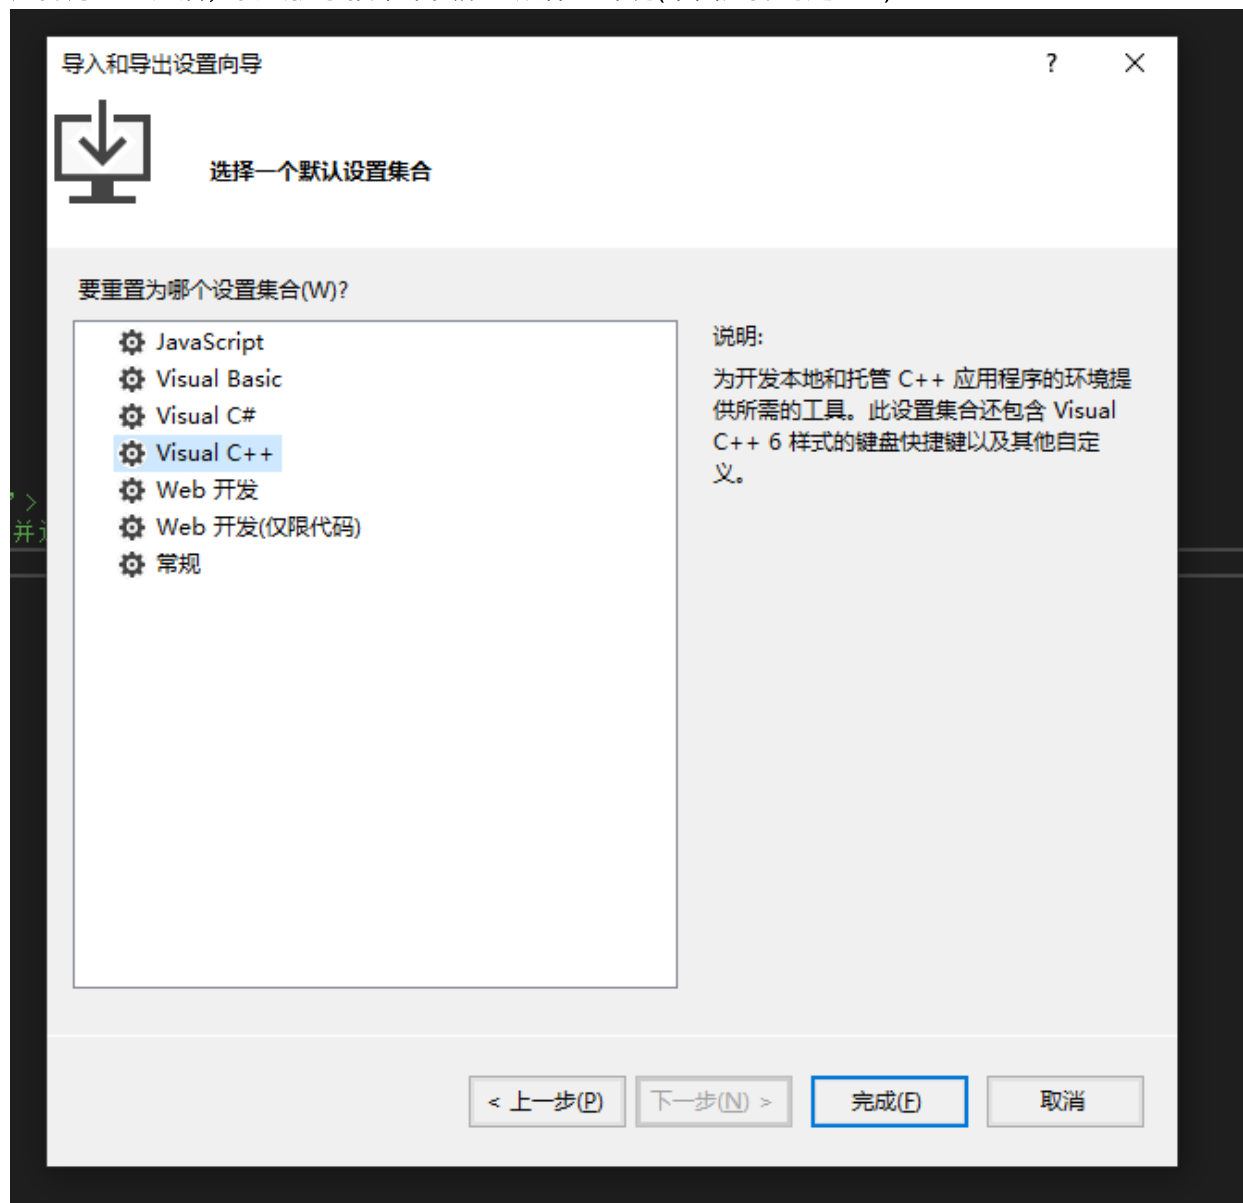 导入和导出设置向导
?
选择一个默认设置集合
要重置为哪个设置集合(W)?
JavaScript
Visual Basic
Visual C#
Visual C++
Web 开发
Web 开发(仅限代码)
常规
说明:
为开发本地和托管 C++ 应用程序的环境提
供所需的工具。此设置集合还包含 Visual
C++ 6 样式的键盘快捷键以及其他自定
义。
" >
并
< 上一步(P)
下一步(N) >
完成(F)
取消